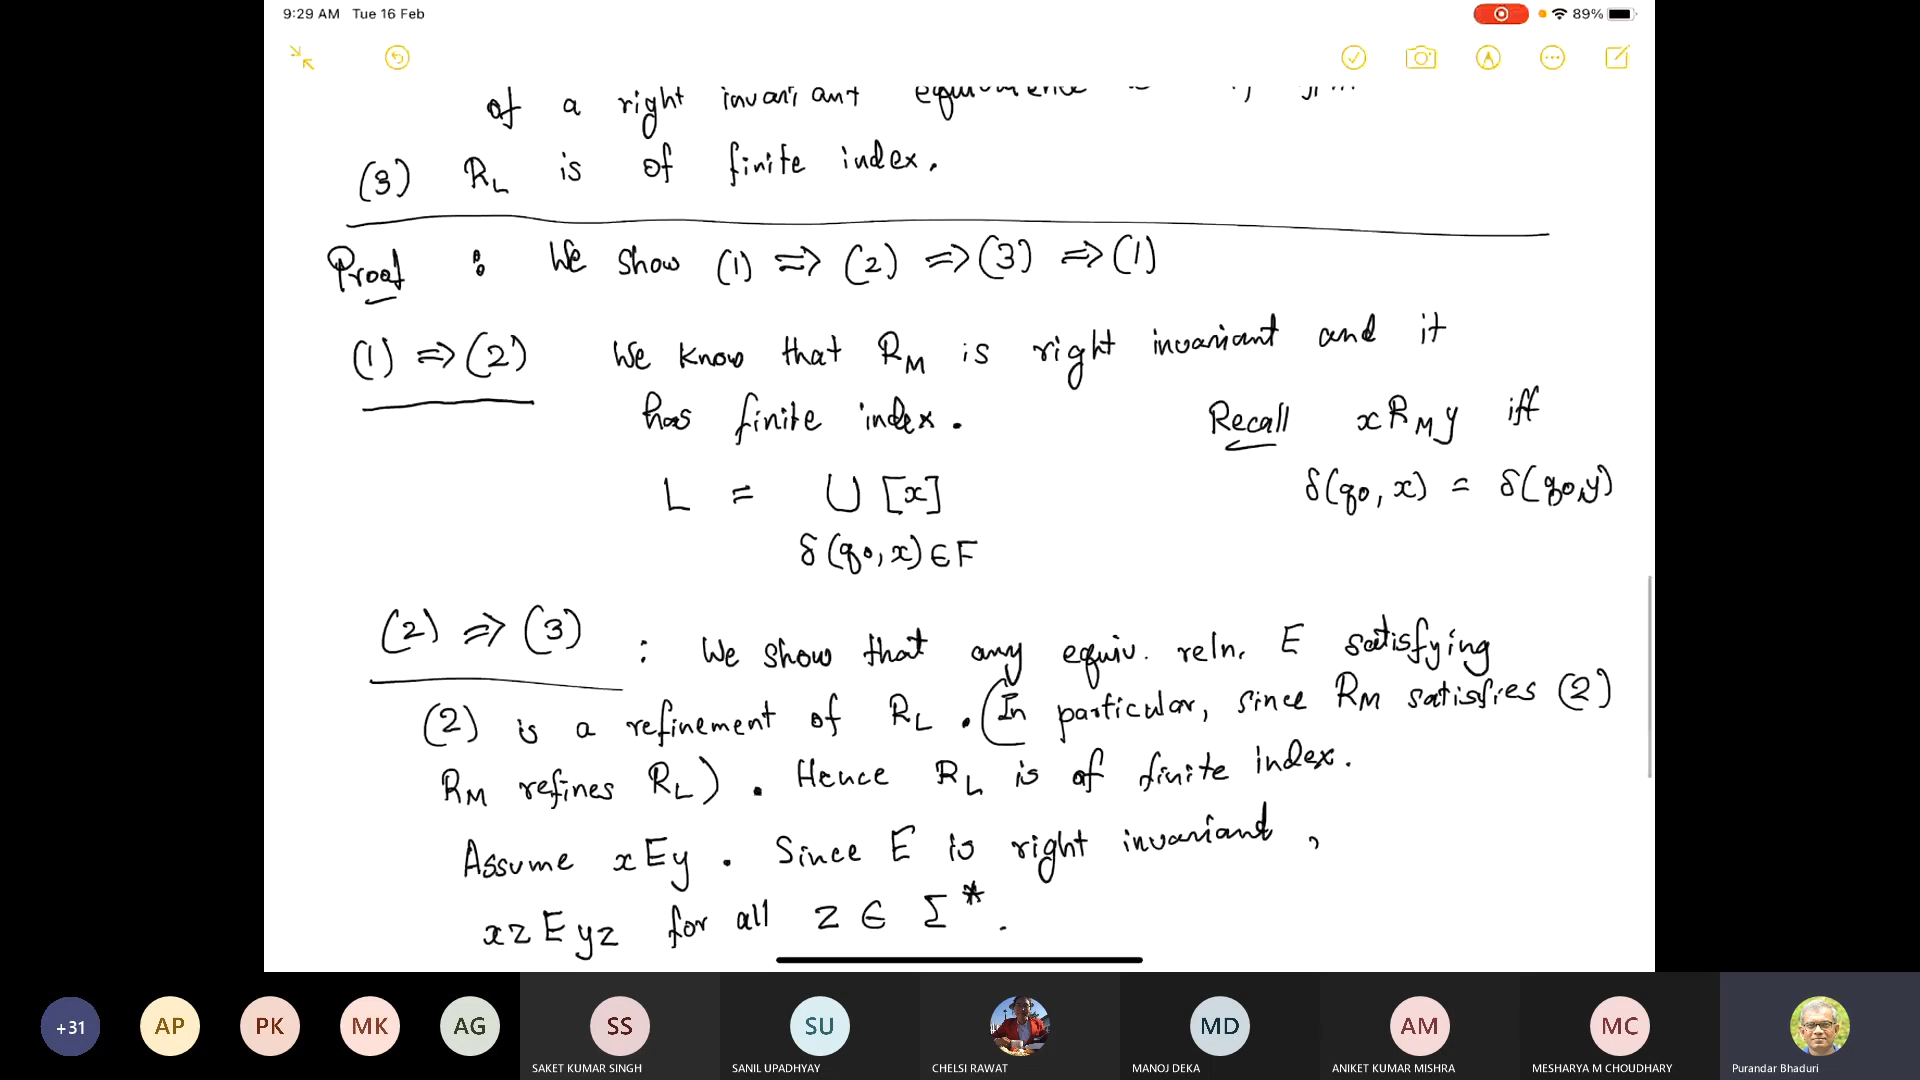 9:29 AM Tue 16 Feb
89%
of a right invariant
(3) R_L is of finite index.
Proof : We show (1) ⇒ (2) ⇒ (3) ⇒ (1)
(1) ⇒ (2) We know that R_M is right invariant and it
has finite index. Recall x R_M y iff
L = ∪ [x] δ(q₀, x) = δ(q₀, y)
δ(q₀, x) ∈ F
(2) ⇒ (3) : We show that any equiv. reln. E satisfying
(2) is a refinement of R_L. (In particular, since R_M satisfies (2)
R_M refines R_L). Hence R_L is of finite index.
Assume x E y. Since E is right invariant,
xz E yz for all z ∈ Σ*.
+31 AP PK MK AG SS SU MD AM MC
SAKET KUMAR SINGH SANIL UPADHYAY CHELSI RAWAT MANOJ DEKA ANIKET KUMAR MISHRA MESHARYA M CHOUDHARY Purandar Bhaduri